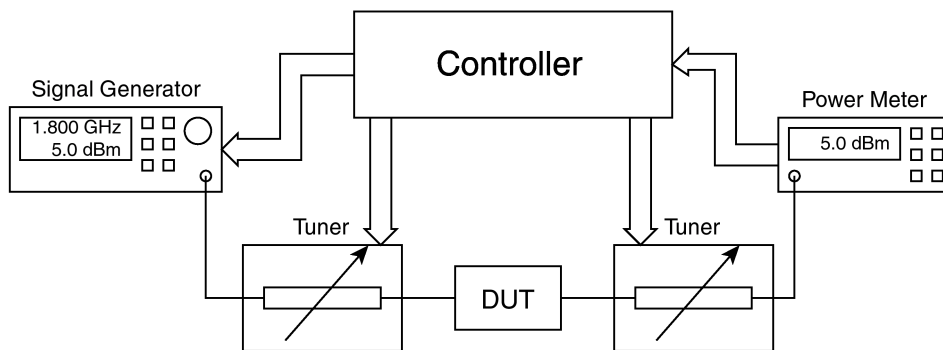 Controller
Signal Generator
1.800 GHz
5.0 dBm
Power Meter
5.0 dBm
Tuner
Tuner
DUT